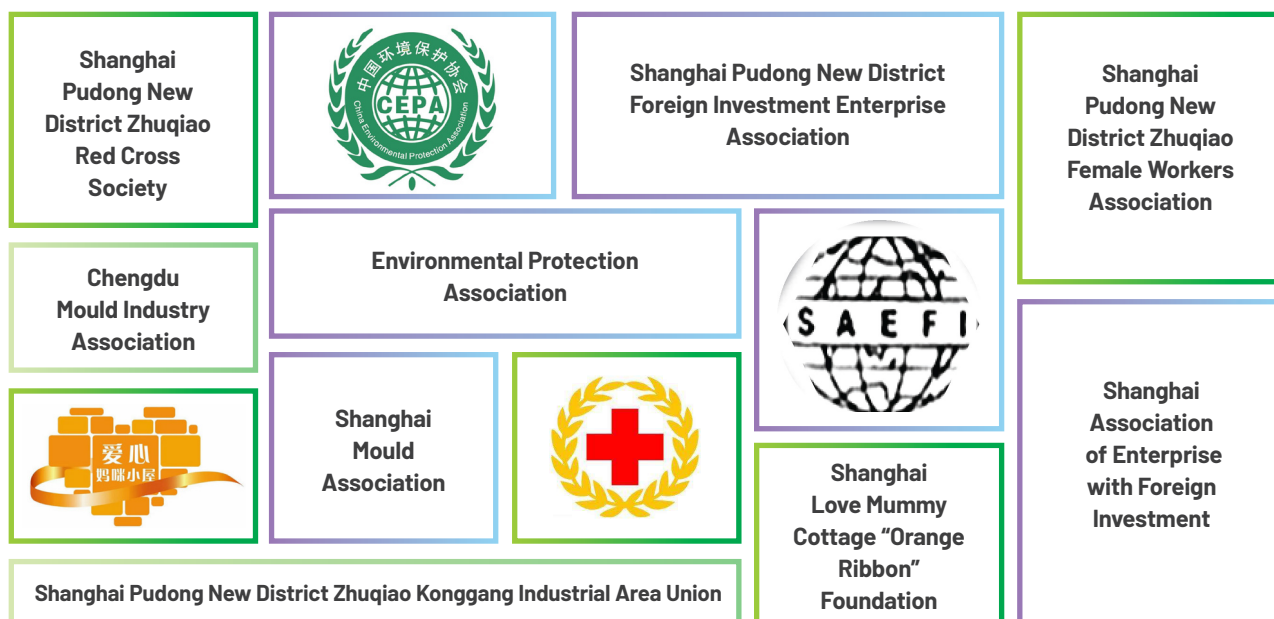 Shanghai
Pudong New
District Zhuqiao
Red Cross
Society
中国环境保护协会
CEPA
China Environmental Protection Association
Shanghai Pudong New District
Foreign Investment Enterprise
Association
Shanghai
Pudong New
District Zhuqiao
Female Workers
Association
Chengdu
Mould Industry
Association
Environmental Protection
Association
SAEFI
爱心
妈咪小屋
Shanghai
Mould
Association
Shanghai
Love Mummy
Cottage “Orange
Ribbon”
Foundation
Shanghai
Association
of Enterprise
with Foreign
Investment
Shanghai Pudong New District Zhuqiao Konggang Industrial Area Union